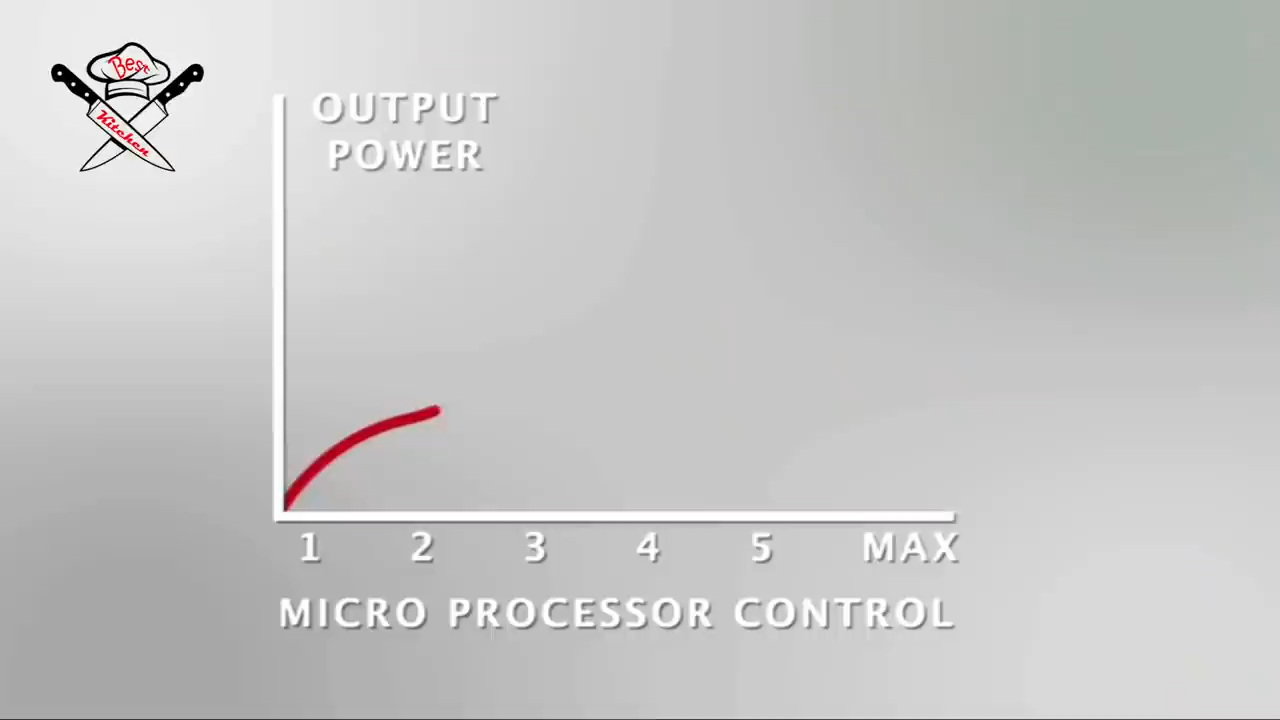 Best
Kitchen
OUTPUT
POWER
1 2 3 4 5 MAX
MICRO PROCESSOR CONTROL